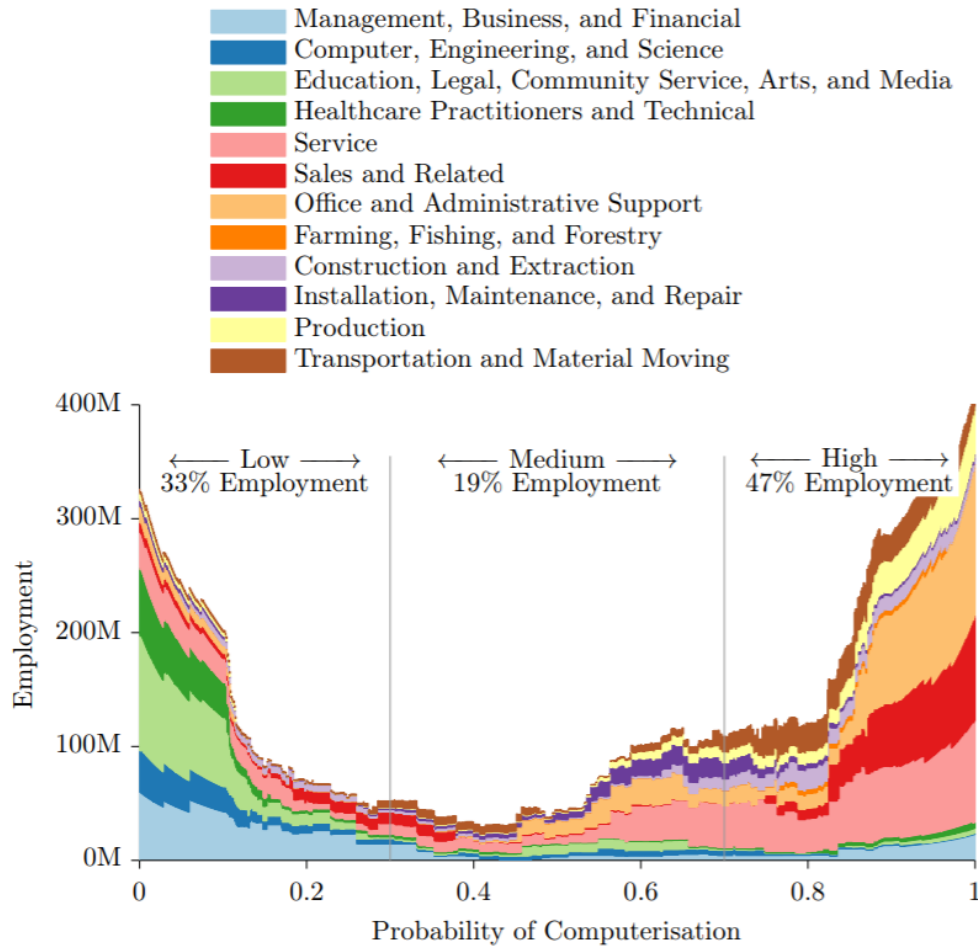 Management, Business, and Financial
Computer, Engineering, and Science
Education, Legal, Community Service, Arts, and Media
Healthcare Practitioners and Technical
Service
Sales and Related
Office and Administrative Support
Farming, Fishing, and Forestry
Construction and Extraction
Installation, Maintenance, and Repair
Production
Transportation and Material Moving
400M
← Low →
33% Employment
← Medium →
19% Employment
← High →
47% Employment
300M
200M
100M
0M
Employment
0
0.2
0.4
0.6
0.8
1
Probability of Computerisation